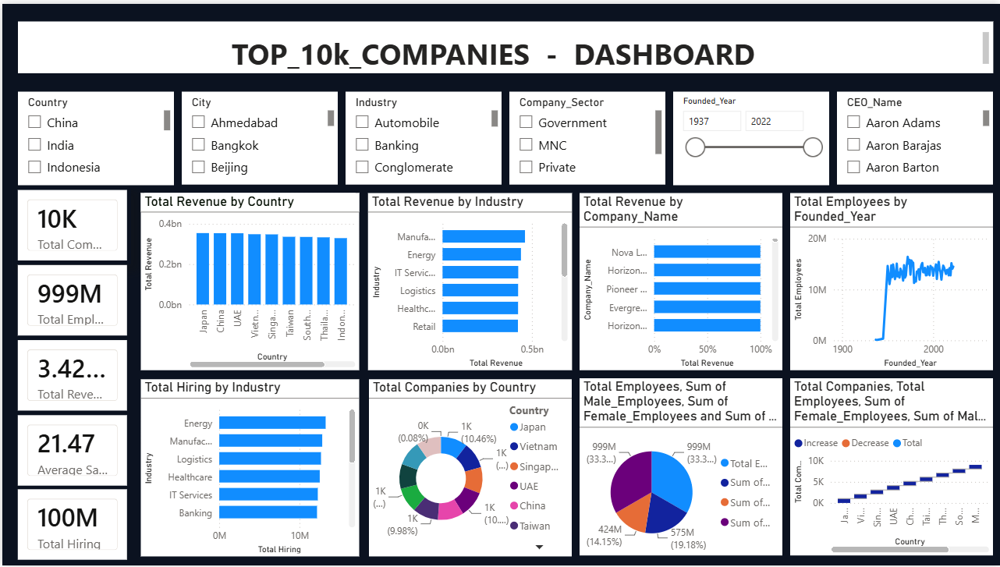 TOP_10k_COMPANIES - DASHBOARD
Country
China
India
Indonesia
City
Ahmedabad
Bangkok
Beijing
Industry
Automobile
Banking
Conglomerate
Company_Sector
Government
MNC
Private
Founded_Year
1937
2022
CEO_Name
Aaron Adams
Aaron Barajas
Aaron Barton
10K
Total Com...
999M
Total Empl...
3.42...
Total Reve...
21.47
Average Sa...
100M
Total Hiring
Total Revenue by Country
Total Revenue
0.4bn
0.2bn
0.0bn
Japan
China
UAE
Vietn...
Singa...
Taiwan
South...
Thaila...
Indon...
Country
Total Revenue by Industry
Industry
Manufa...
Energy
IT Servic...
Logistics
Healthc...
Retail
0.0bn
0.5bn
Total Revenue
Total Revenue by
Company_Name
Company_Name
Nova L...
Horizon...
Pioneer ...
Evergre...
Horizon...
0%
50%
100%
Total Revenue
Total Employees by
Founded_Year
Total Employees
20M
10M
0M
1900
2000
Founded_Year
Total Hiring by Industry
Industry
Energy
Manufac...
Logistics
Healthcare
IT Services
Banking
0M
10M
Total Hiring
Total Companies by Country
0K
(0.08%)
1K
(10.46%)
1K
(...)
1K
(10....)
1K
(9.98%)
1K
(...)
Country
Japan
Vietnam
Singap...
UAE
China
Taiwan
Total Employees, Sum of
Male_Employees, Sum of
Female_Employees and Sum of ...
999M
(33.3...)
999M
(33.3...)
424M
(14.15%)
575M
(19.18%)
Total E...
Sum of...
Sum of...
Sum of...
Total Companies, Total
Employees, Sum of
Female_Employees, Sum of Mal...
Increase
Decrease
Total
Total Com...
10K
5K
0K
Ja...
Vi...
Sin...
UAE
Ch...
Tai...
Th...
So...
M...
Country